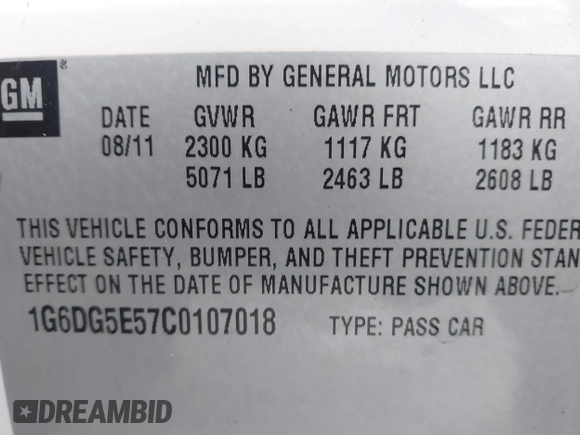 GM ®
MFD BY GENERAL MOTORS LLC
DATE GVWR GAWR FRT GAWR RR
08/11 2300 KG 1117 KG 1183 KG
5071 LB 2463 LB 2608 LB
THIS VEHICLE CONFORMS TO ALL APPLICABLE U.S. FEDER
VEHICLE SAFETY, BUMPER, AND THEFT PREVENTION STAN
EFFECT ON THE DATE OF MANUFACTURE SHOWN ABOVE.
1G6DG5E57C0107018 TYPE: PASS CAR
DREAMBID